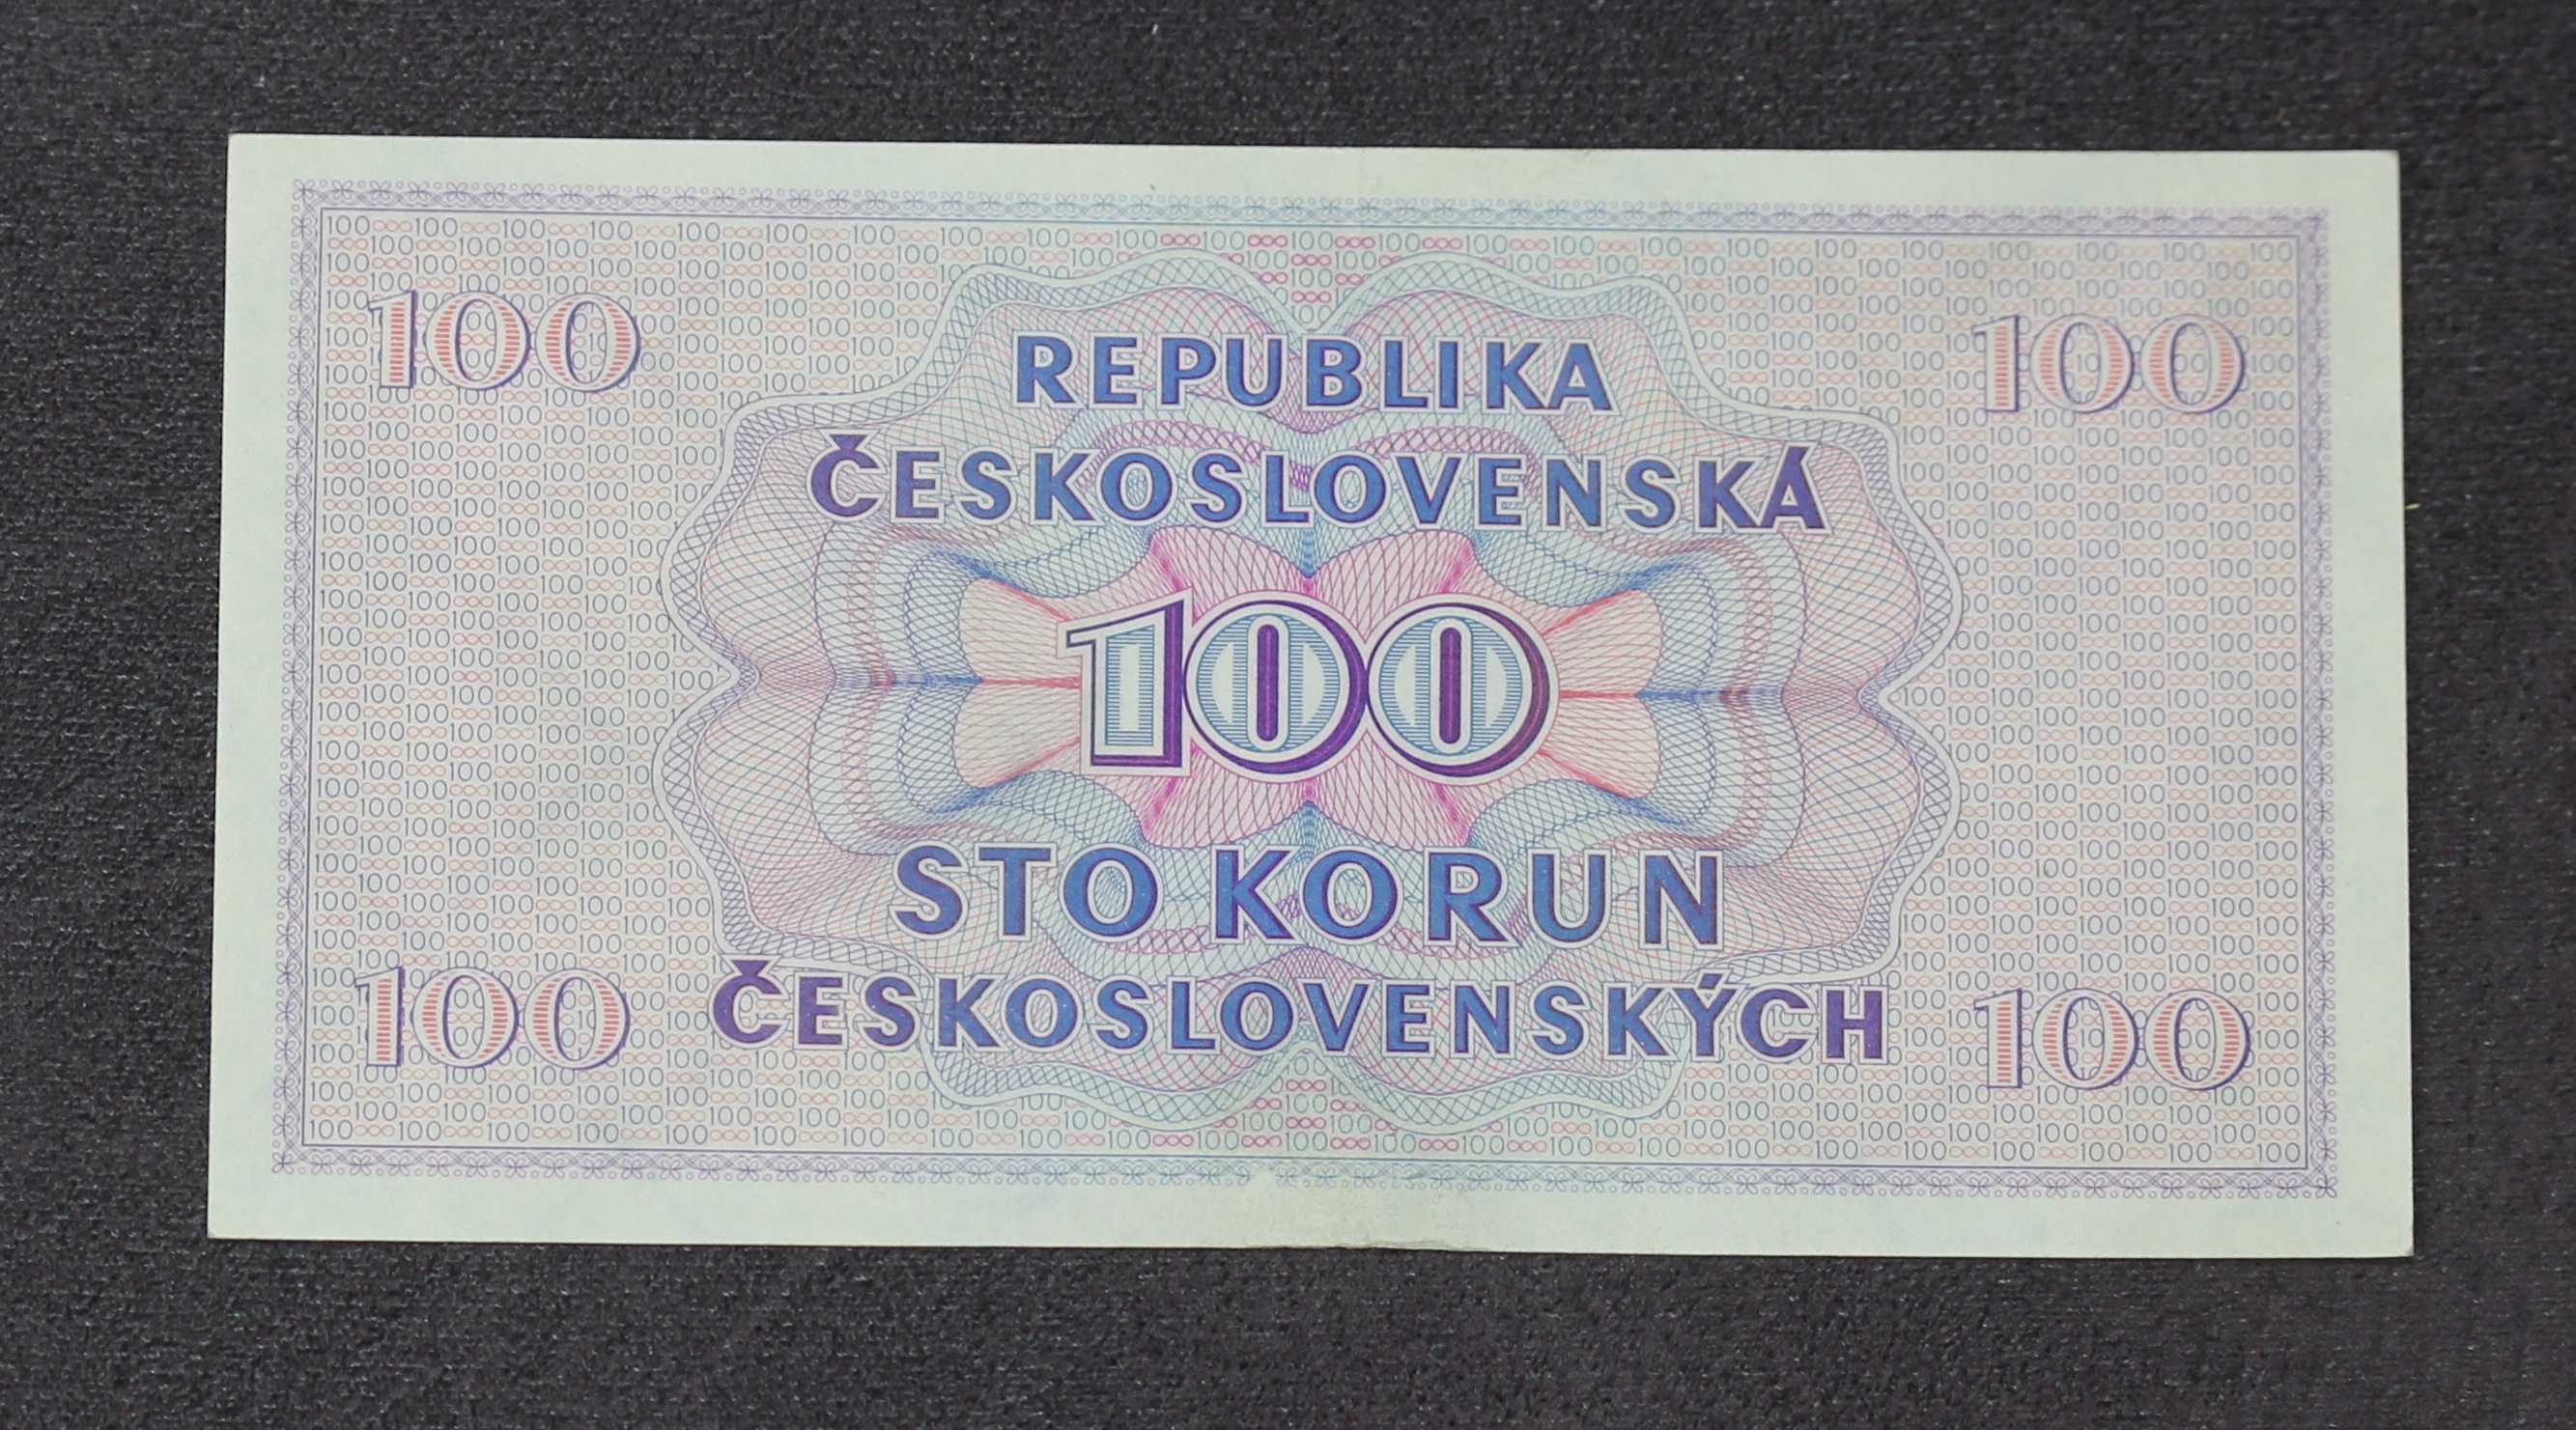 100 100
REPUBLIKA
ČESKOSLOVENSKÁ
100
STO KORUN
ČESKOSLOVENSKÝCH
100 100